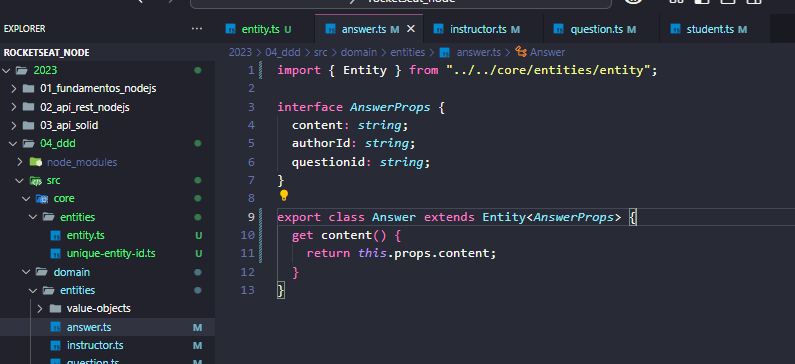 rocketseat_node
EXPLORER
···
entity.ts U
answer.ts
instructor.ts M
question.ts M
student.ts M
2023 > 04_ddd > src > domain > entities > answer.ts > Answer
ROCKETSEAT_NODE
2023
01_fundamentos_nodejs
02_api_rest_nodejs
03_api_solid
04_ddd
node_modules
src
core
entities
entity.ts U
unique-entity-id.ts U
domain
entities
value-objects
answer.ts M
instructor.ts M
question.ts M
1 import { Entity } from "../../core/entities/entity";
2
3 interface AnswerProps {
4 content: string;
5 authorId: string;
6 questionid: string;
7 }
8
9 export class Answer extends Entity<AnswerProps> {
10 get content() {
11 return this.props.content;
12 }
13 }